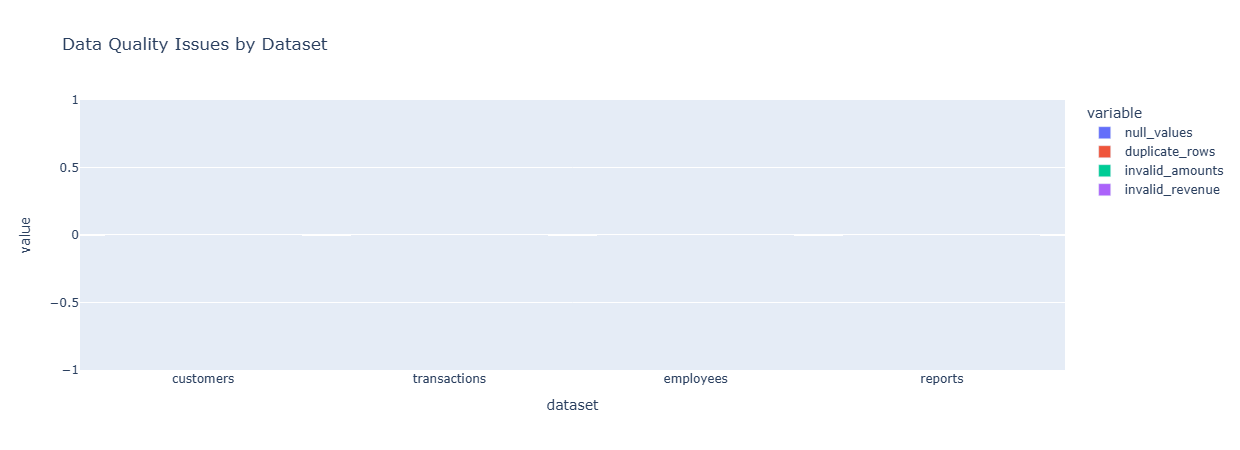 Data Quality Issues by Dataset
1
0.5
0
−0.5
−1
value
customers
transactions
employees
reports
dataset
variable
null_values
duplicate_rows
invalid_amounts
invalid_revenue